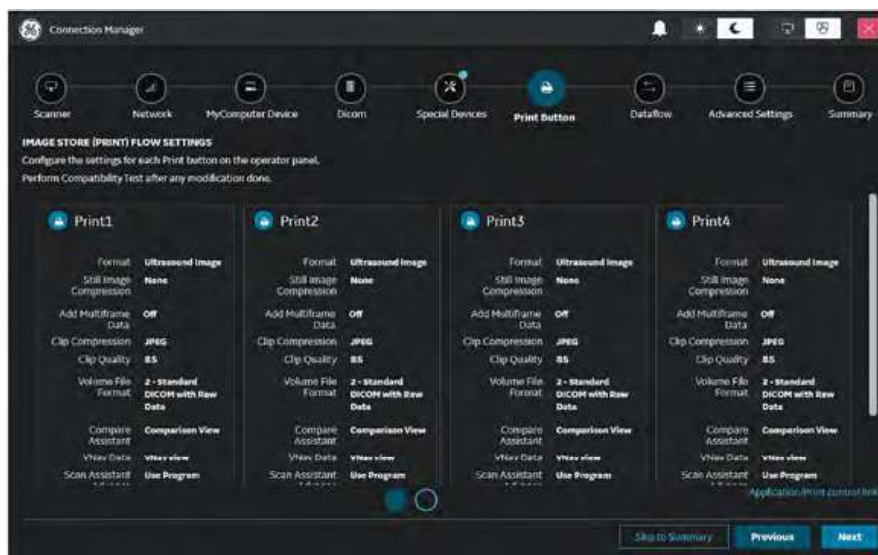 Connection Manager
Scanner
Network
MyComputer Device
Dicom
Special Devices
Print Button
Dataflow
Advanced Settings
Summary
IMAGE STORE (PRINT) FLOW SETTINGS
Configure the settings for each Print button on the operator panel.
Perform Compatibility Test after any modification done.
Print1
Format Ultrasound Image
Still Image Compression None
Add Multiframe Data Off
Clip Compression JPEG
Clip Quality 85
Volume File Format 2 - Standard DICOM with Raw Data
Compare Assistant Comparison View
VNav Data VNav view
Scan Assistant Use Program
Print2
Format Ultrasound Image
Still Image Compression None
Add Multiframe Data Off
Clip Compression JPEG
Clip Quality 85
Volume File Format 2 - Standard DICOM with Raw Data
Compare Assistant Comparison View
VNav Data VNav view
Scan Assistant Use Program
Print3
Format Ultrasound Image
Still Image Compression None
Add Multiframe Data Off
Clip Compression JPEG
Clip Quality 85
Volume File Format 2 - Standard DICOM with Raw Data
Compare Assistant Comparison View
VNav Data VNav view
Scan Assistant Use Program
Print4
Format Ultrasound Image
Still Image Compression None
Add Multiframe Data Off
Clip Compression JPEG
Clip Quality 85
Volume File Format 2 - Standard DICOM with Raw Data
Compare Assistant Comparison View
VNav Data VNav view
Scan Assistant Use Program
Application/Print control link
Skip to Summary
Previous
Next